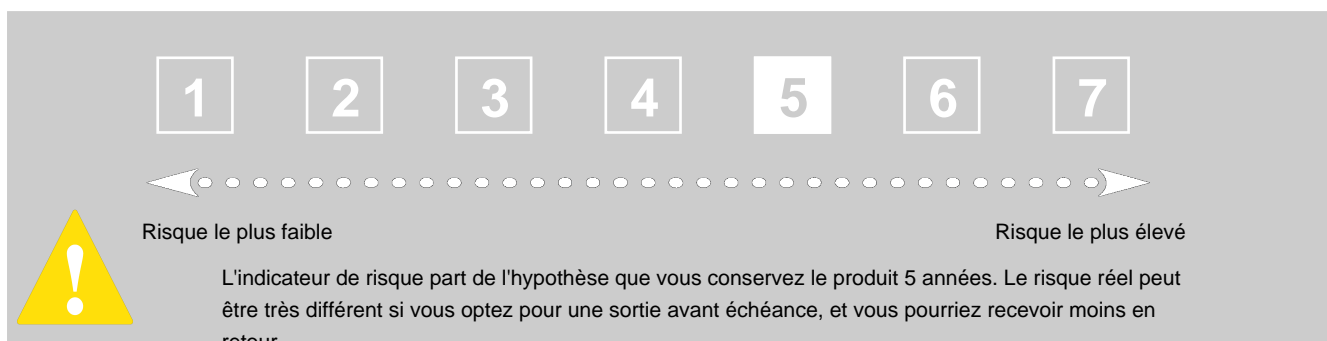 1 2 3 4 5 6 7
Risque le plus faible Risque le plus élevé
!
L'indicateur de risque part de l'hypothèse que vous conservez le produit 5 années. Le risque réel peut
être très différent si vous optez pour une sortie avant échéance, et vous pourriez recevoir moins en
retour.